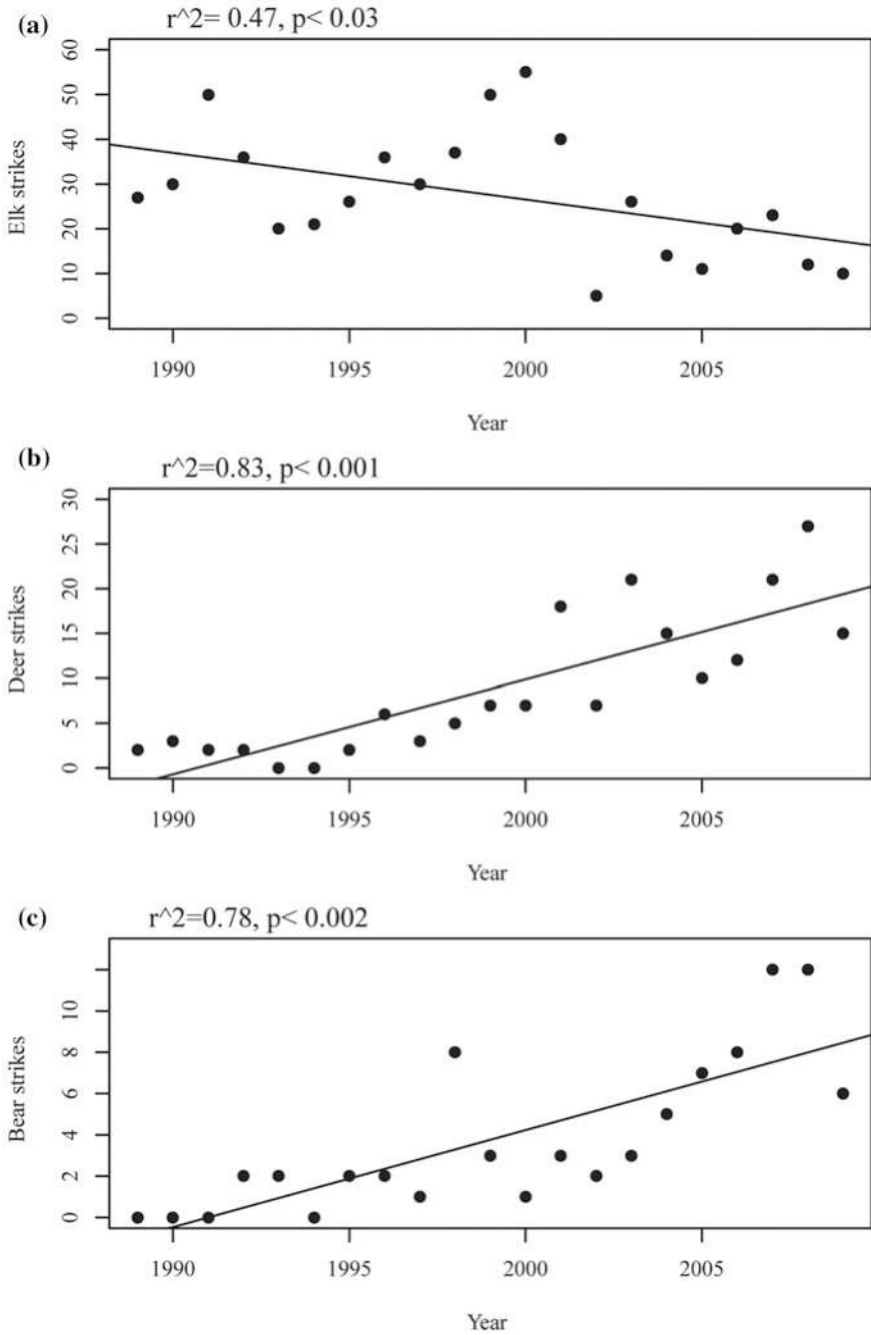 (a)
r^2= 0.47, p< 0.03
Elk strikes
60
50
40
30
20
10
0
1990 1995 2000 2005
Year
(b)
r^2=0.83, p< 0.001
Deer strikes
30
25
20
15
10
5
0
1990 1995 2000 2005
Year
(c)
r^2=0.78, p< 0.002
Bear strikes
10
8
6
4
2
0
1990 1995 2000 2005
Year